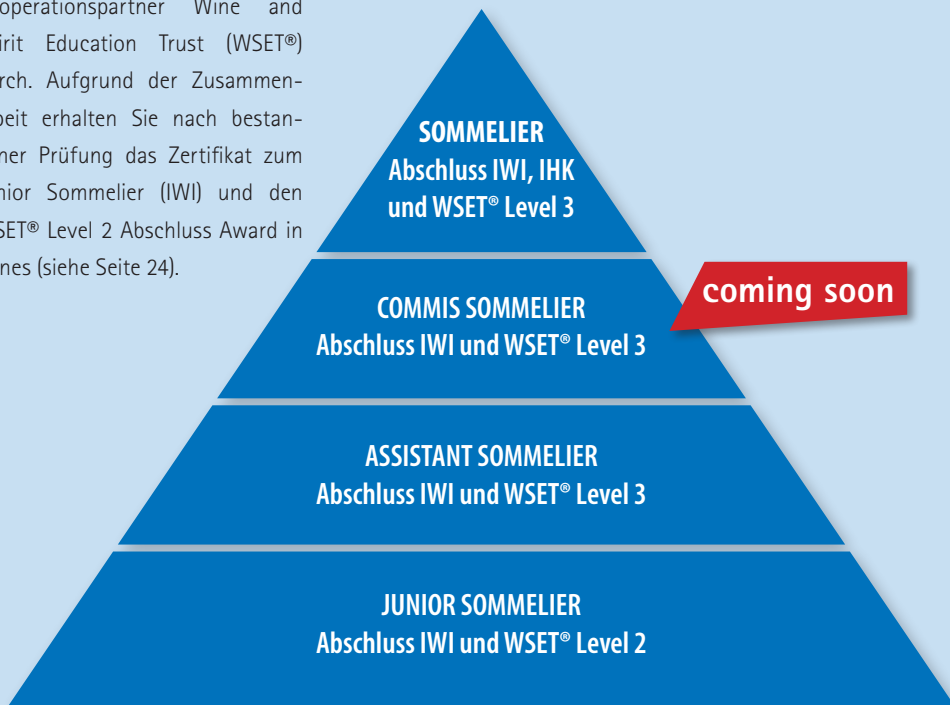 operationspartner Wine and
irit Education Trust (WSET®)
rch. Aufgrund der Zusammen-
beit erhalten Sie nach bestan-
ner Prüfung das Zertifikat zum
nior Sommelier (IWI) und den
SET® Level 2 Abschluss Award in
nes (siehe Seite 24).
SOMMELIER
Abschluss IWI, IHK
und WSET® Level 3
COMMIS SOMMELIER
Abschluss IWI und WSET® Level 3
coming soon
ASSISTANT SOMMELIER
Abschluss IWI und WSET® Level 3
JUNIOR SOMMELIER
Abschluss IWI und WSET® Level 2